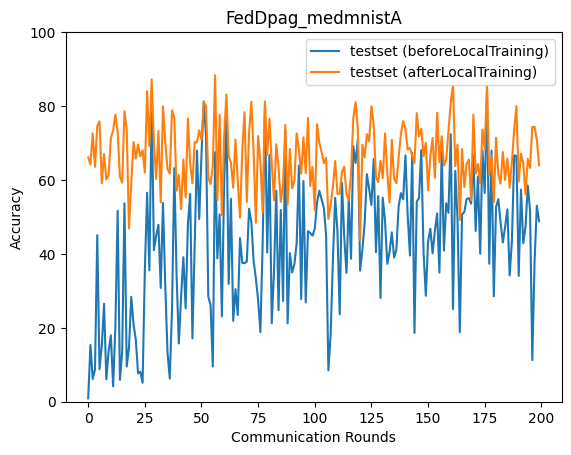 FedDpag_medmnistA
testset (beforeLocalTraining)
testset (afterLocalTraining)
Accuracy
100
80
60
40
20
0
0 25 50 75 100 125 150 175 200
Communication Rounds